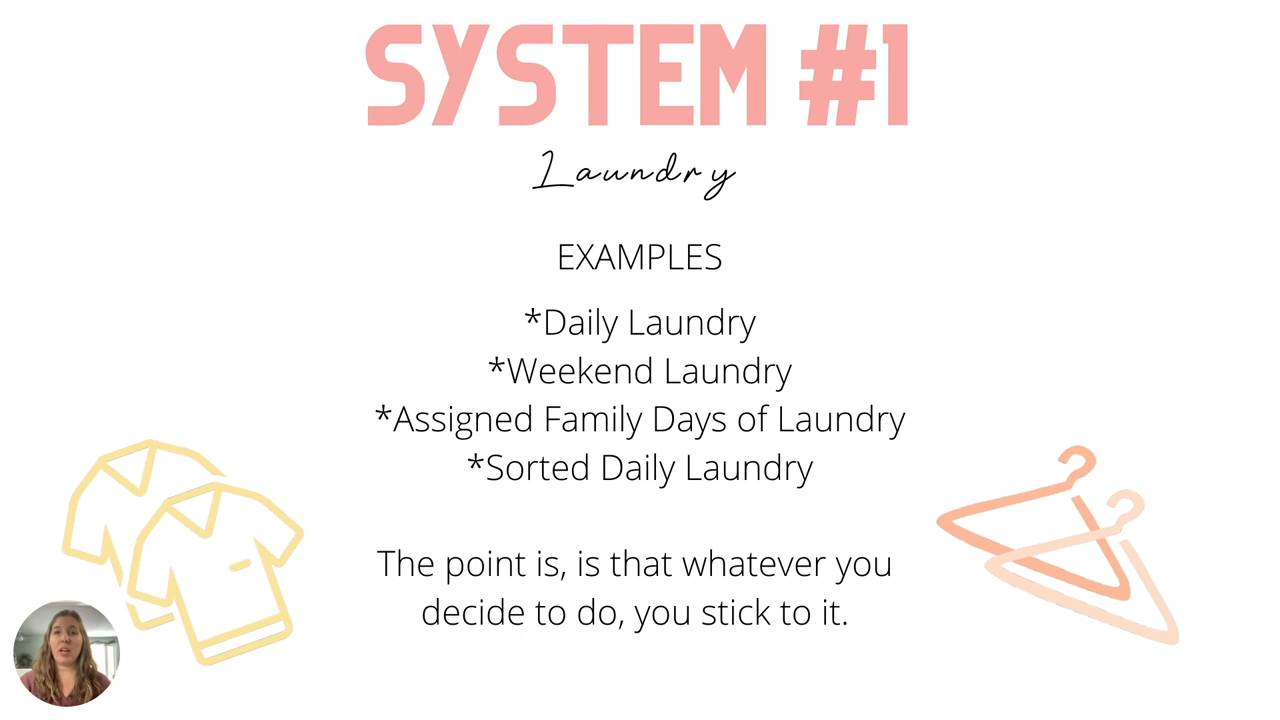 SYSTEM #1
Laundry
EXAMPLES
*Daily Laundry
*Weekend Laundry
*Assigned Family Days of Laundry
*Sorted Daily Laundry
The point is, is that whatever you
decide to do, you stick to it.